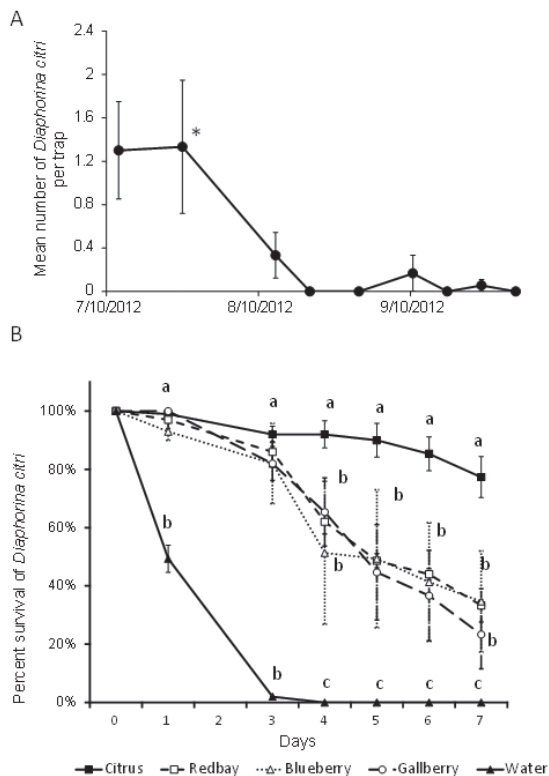 A
Mean number of Diaphorina citri
per trap
2.4
2
1.6
1.2
0.8
0.4
0
*
7/10/2012
8/10/2012
9/10/2012
B
Percent survival of Diaphorina citri
100%
80%
60%
40%
20%
0%
a
a
a
a
a
a
b
b
b
b
b
b
b
b
c
c
c
c
0
1
2
3
4
5
6
7
Days
Citrus
Redbay
Blueberry
Gallberry
Water